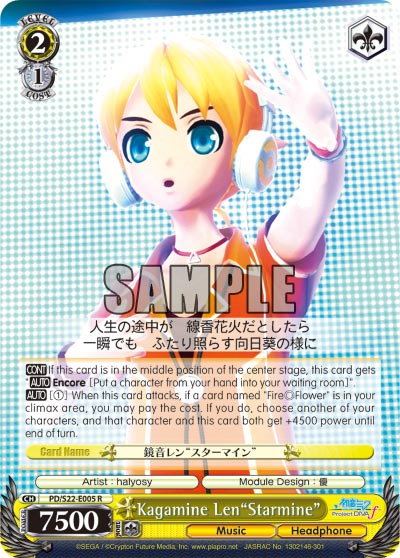 LEVEL
2
1
COST
SAMPLE
人生の途中が 線香花火だとしたら
一瞬でも ふたり照らす向日葵の様に
CONT If this card is in the middle position of the center stage, this card gets
"AUTO Encore [Put a character from your hand into your waiting room]".
AUTO [①] When this card attacks, if a card named "Fire◎Flower" is in your
climax area, you may pay the cost. If you do, choose another of your
characters, and that character and this card both get +4500 power until
end of turn.
Card Name 鏡音レン“スターマイン”
Artist : halyosy Module Design : 優
CH PD/S22-E005 R
POWER 7500
Kagamine Len“Starmine”
初音ミク Project DIVA f
Music Headphone
©SEGA / ©Crypton Future Media, Inc. www.piapro.net JASRAC No. 1302146-301